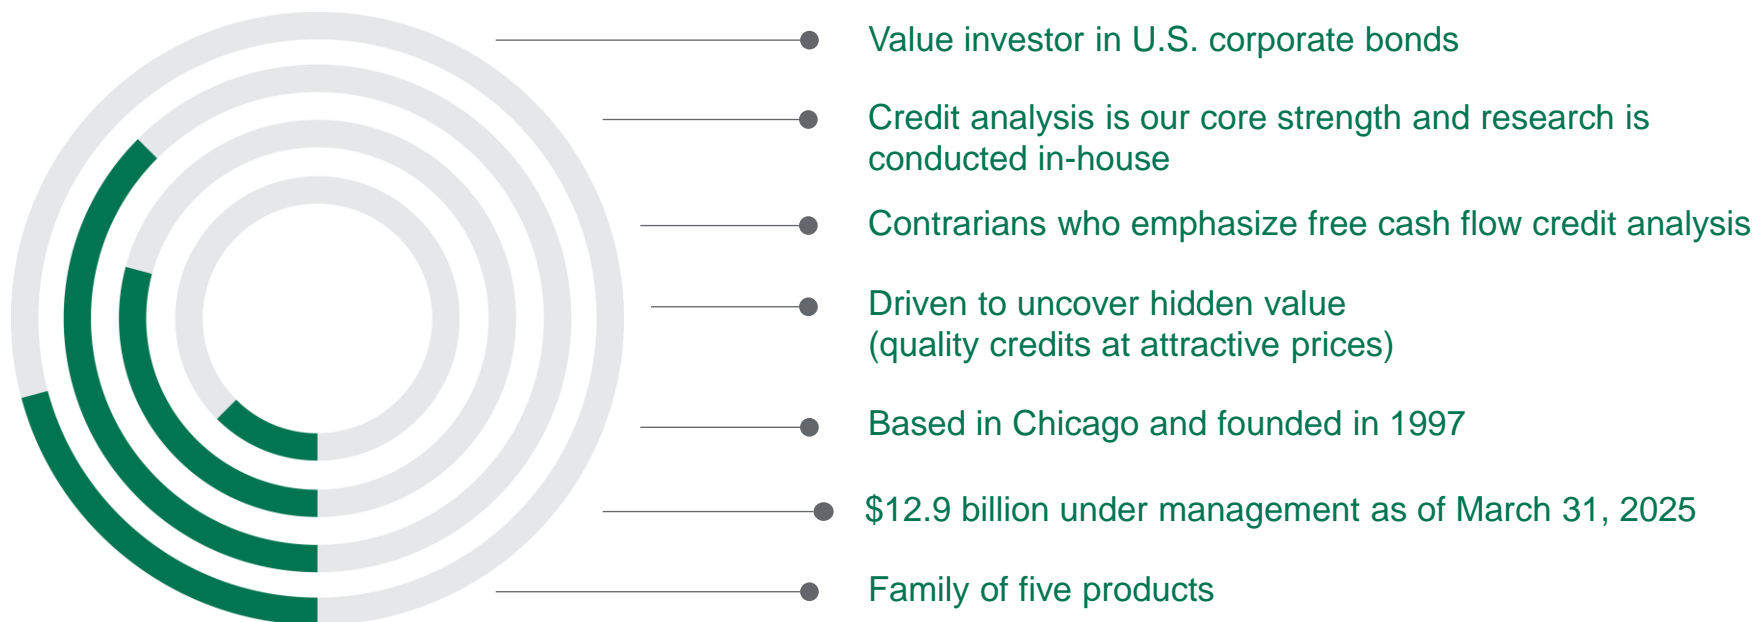 Value investor in U.S. corporate bonds
Credit analysis is our core strength and research is
conducted in-house
Contrarians who emphasize free cash flow credit analysis
Driven to uncover hidden value
(quality credits at attractive prices)
Based in Chicago and founded in 1997
$12.9 billion under management as of March 31, 2025
Family of five products